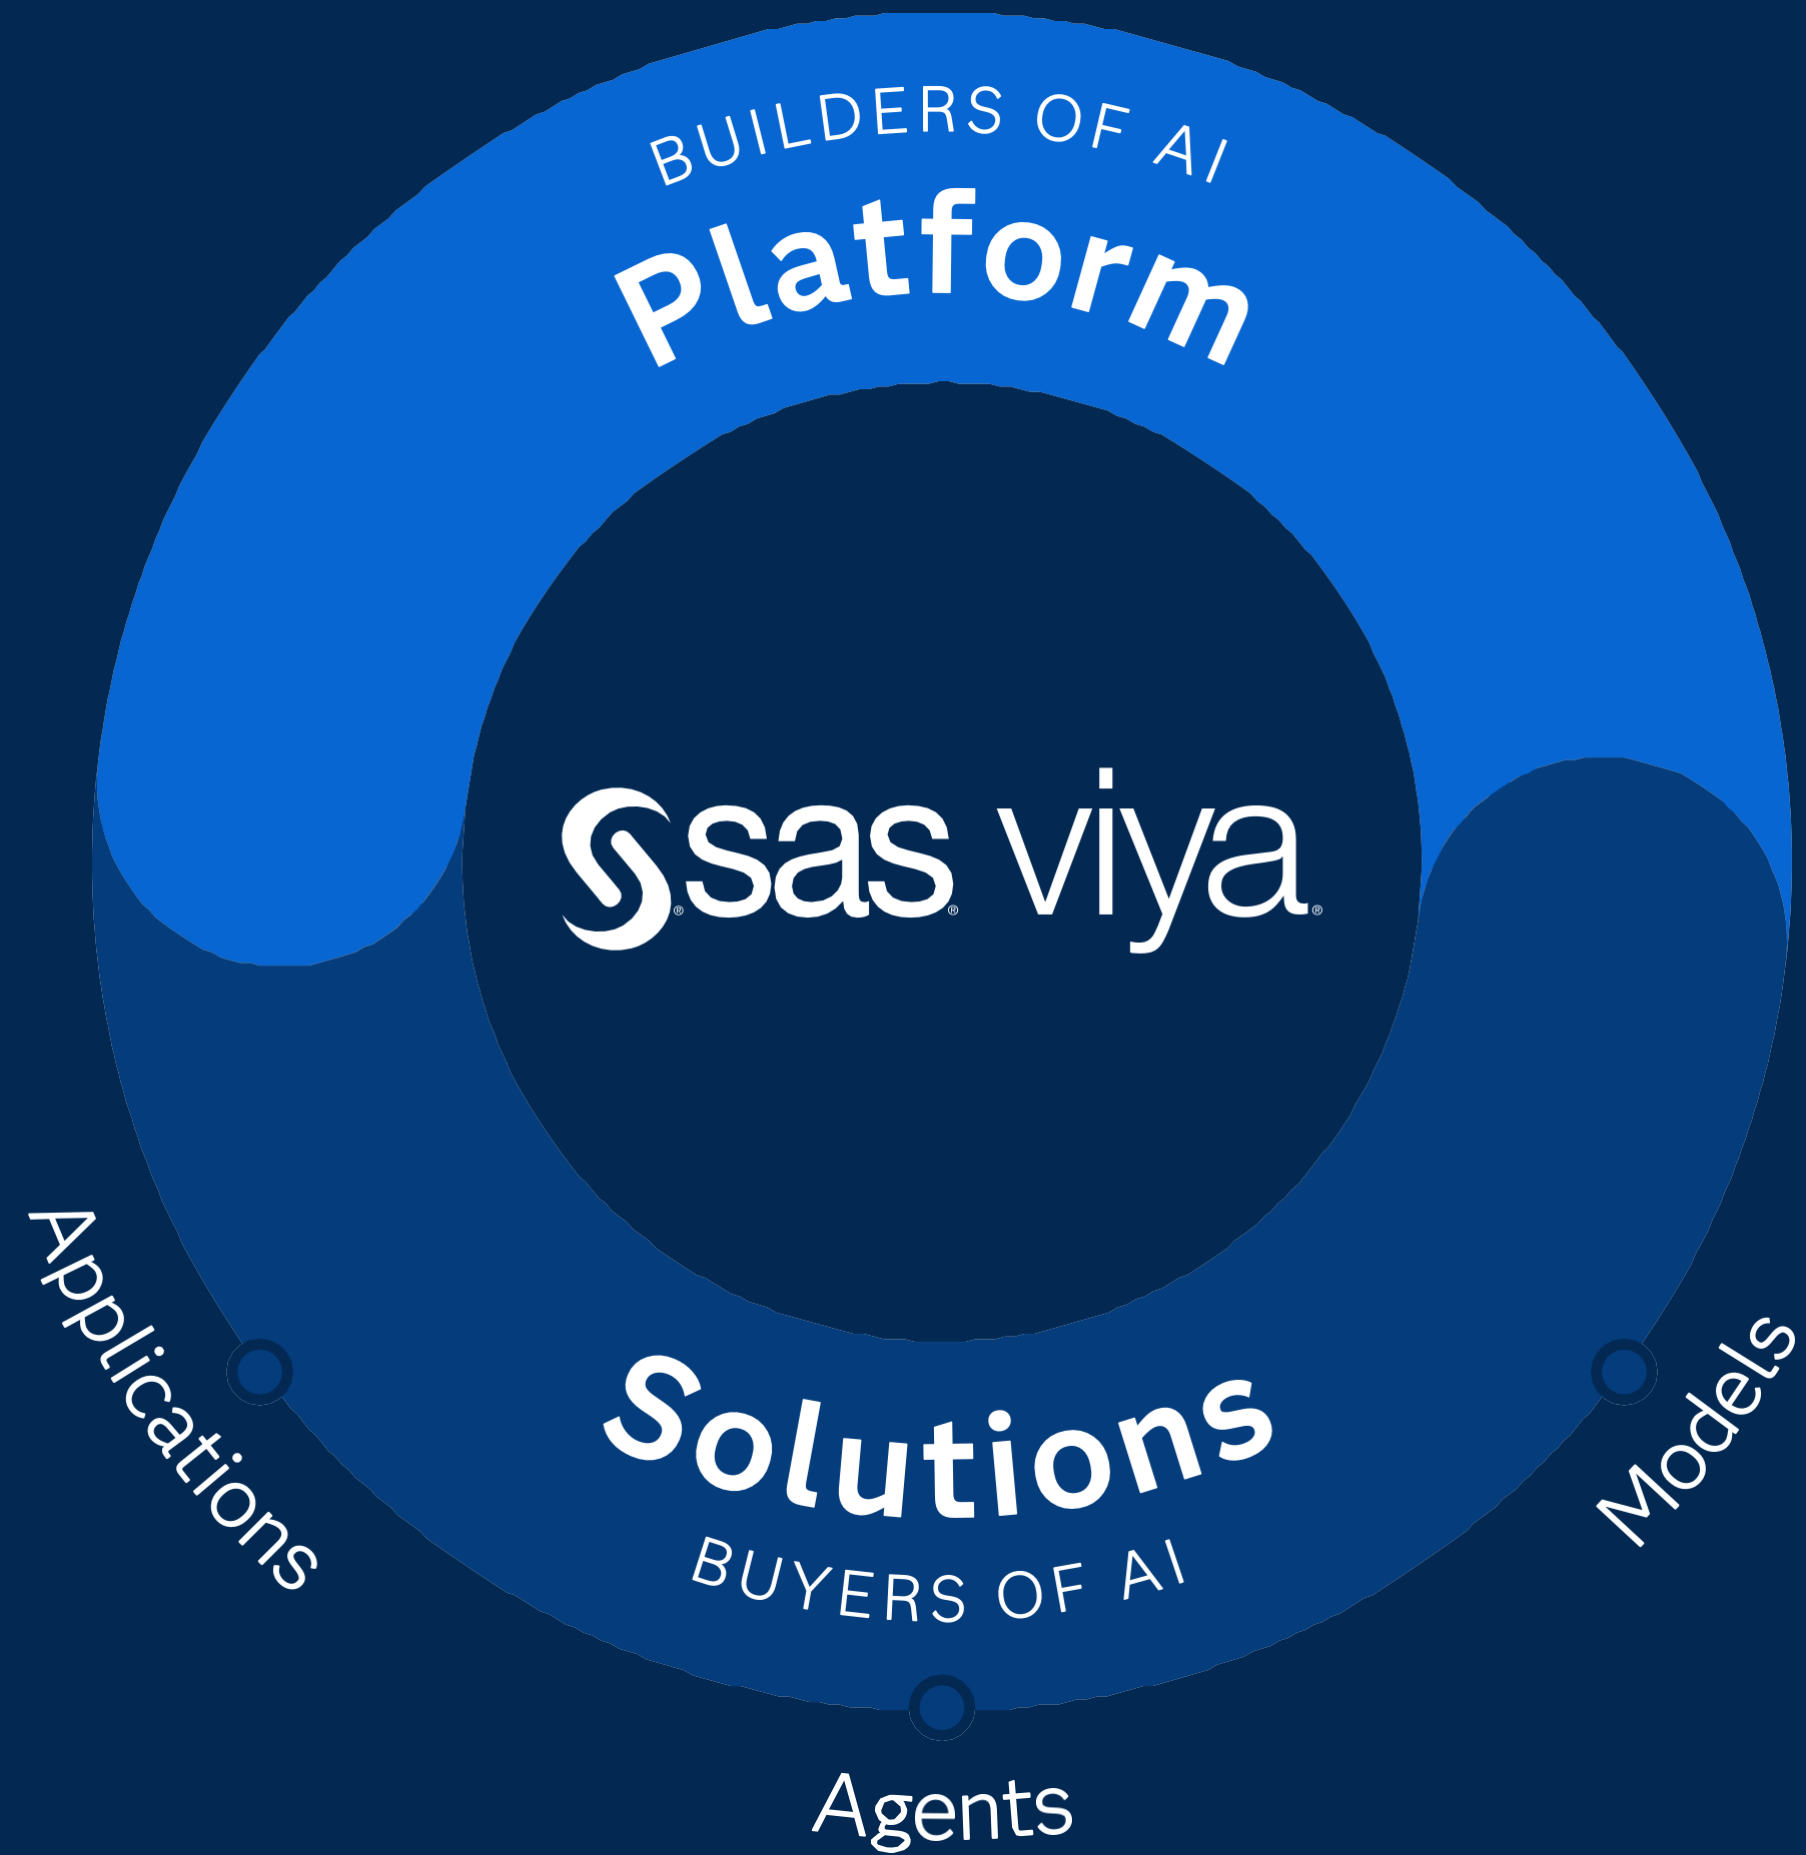 BUILDERS OF AI
Platform
sas® viya®
Applications
Models
Solutions
BUYERS OF AI
Agents